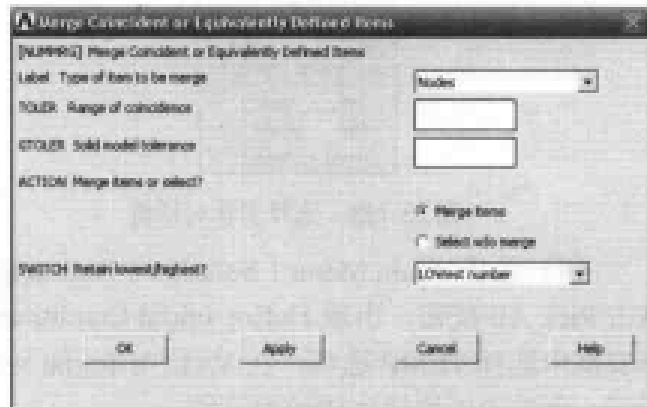 Merge Coincident or Equivalently Defined Items
[NUMMRG] Merge Coincident or Equivalently Defined Items
Label Type of item to be merge
Nodes
TOLER Range of coincidence
GTOLER Solid model tolerance
ACTION Merge items or select?
Merge items
Select w/o merge
SWITCH Retain lowest/highest?
LOWest number
OK Apply Cancel Help